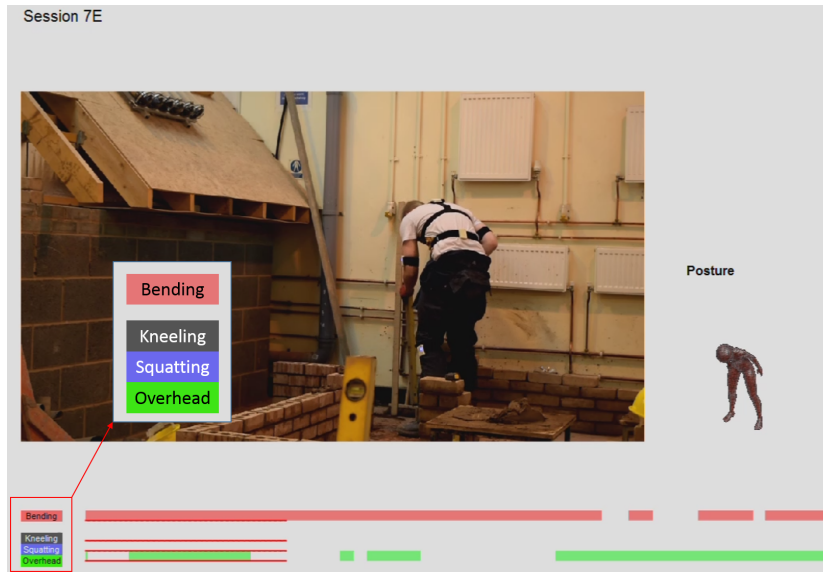 Session 7E
Bending
Kneeling
Squatting
Overhead
Posture
Bending
Kneeling
Squatting
Overhead